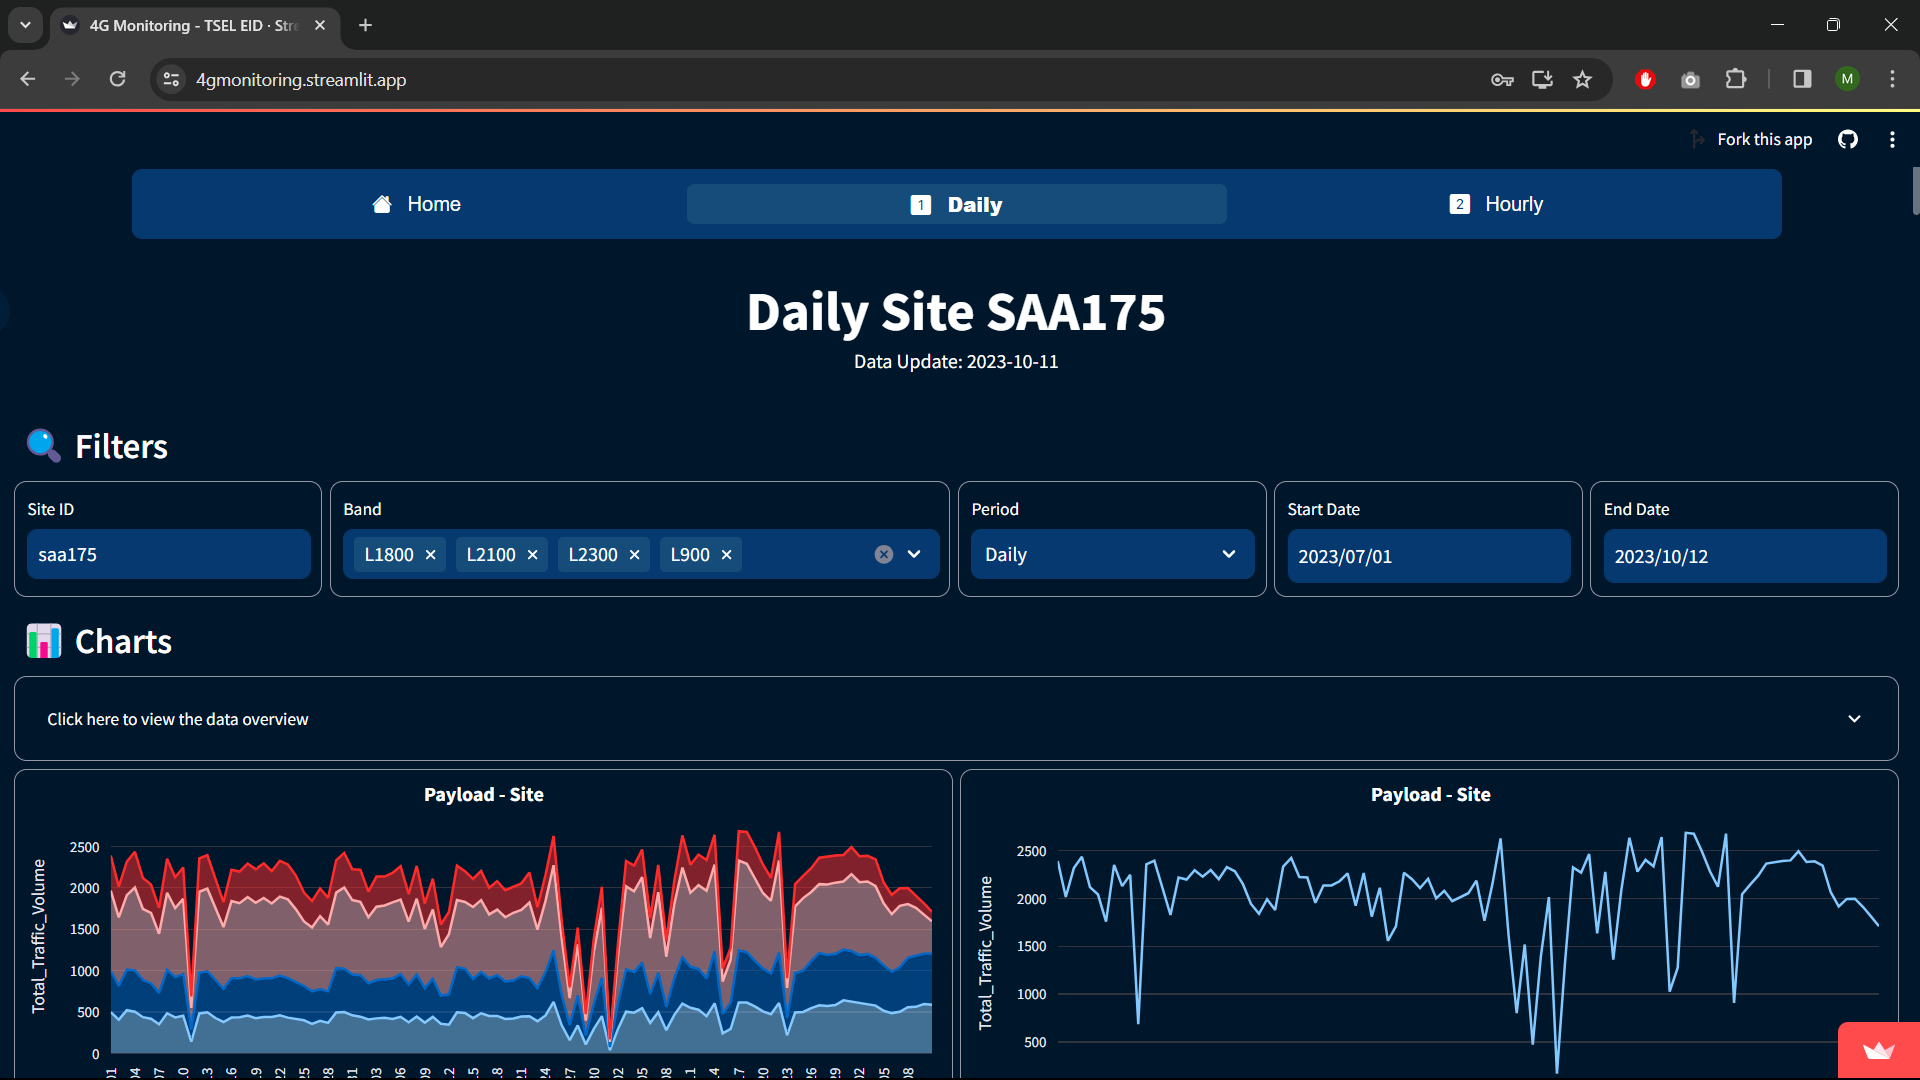 4G Monitoring - TSEL EID · Stre
4gmonitoring.streamlit.app
M
Fork this app
Home
1 Daily
2 Hourly
Daily Site SAA175
Data Update: 2023-10-11
Filters
Site ID
saa175
Band
L1800 × L2100 × L2300 × L900 ×
Period
Daily
Start Date
2023/07/01
End Date
2023/10/12
Charts
Click here to view the data overview
Payload - Site
Total_Traffic_Volume
2500
2000
1500
1000
500
0
Payload - Site
Total_Traffic_Volume
2500
2000
1500
1000
500